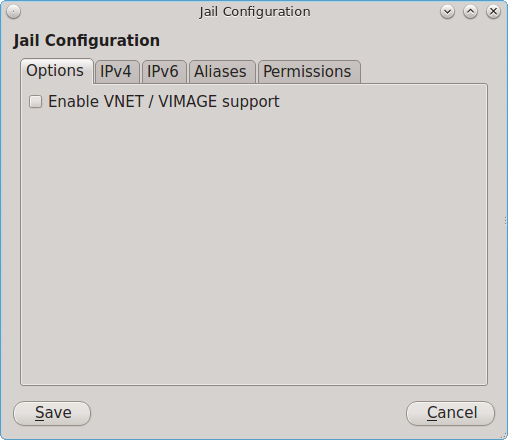 Jail Configuration
Jail Configuration
Options IPv4 IPv6 Aliases Permissions
Enable VNET / VIMAGE support
Save Cancel